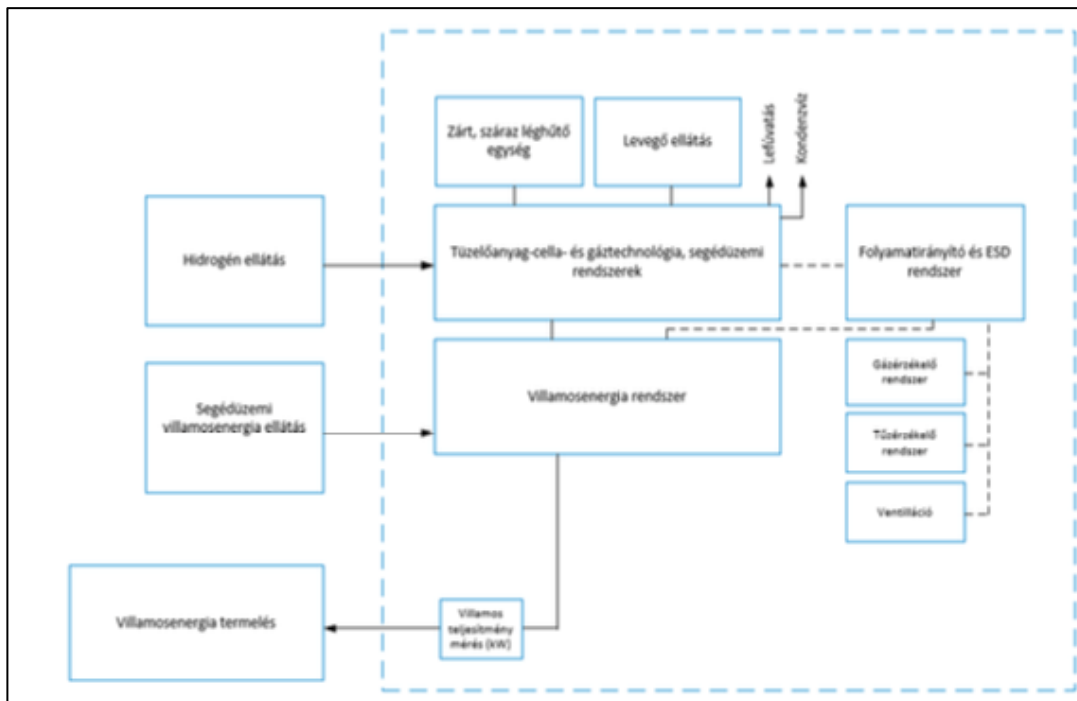 Zárt, száraz léghűtő
egység
Levegő ellátás
Lefúvatás
Kondenzvíz
Hidrogén ellátás
Tüzelőanyag-cella- és gáztechnológia, segédüzemi
rendszerek
Folyamatirányító és ESD
rendszer
Segédüzemi
villamosenergia ellátás
Villamosenergia rendszer
Gázérzékelő
rendszer
Tűzérzékelő
rendszer
Ventilláció
Villamosenergia termelés
Villamos
teljesítmény
mérés (kW)